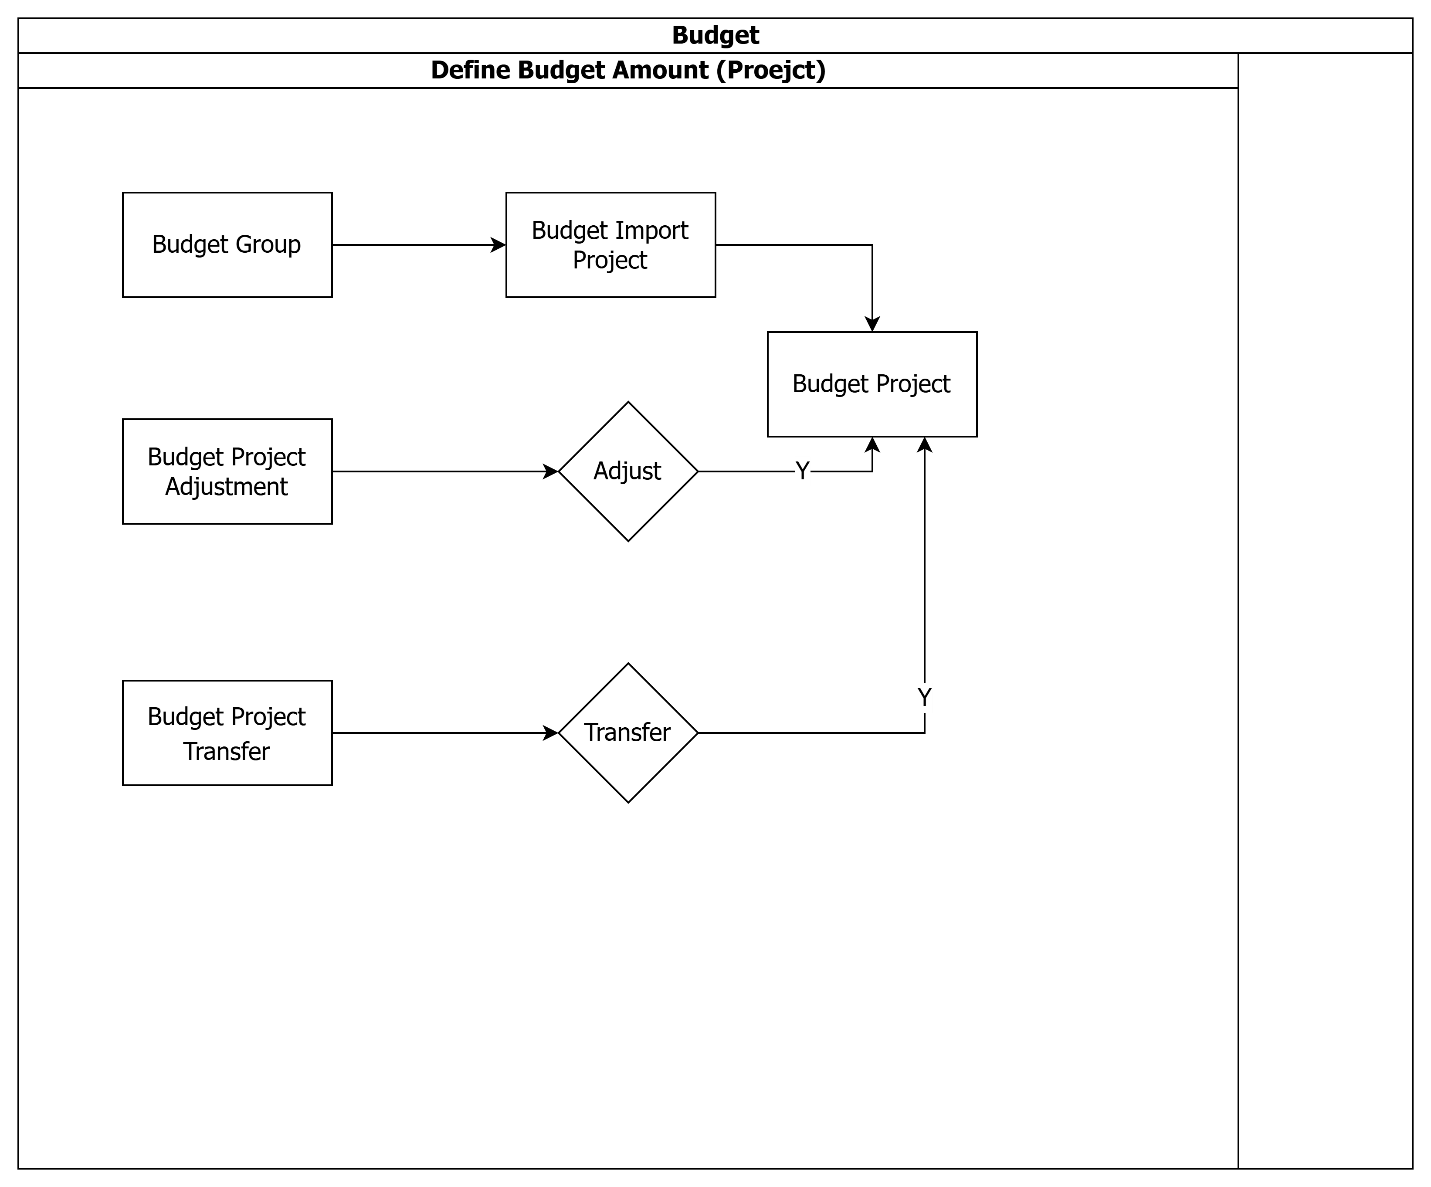 Budget
Define Budget Amount (Proejct)
Budget Group
Budget Import
Project
Budget Project
Budget Project
Adjustment
Adjust
Y
Budget Project
Transfer
Transfer
Y